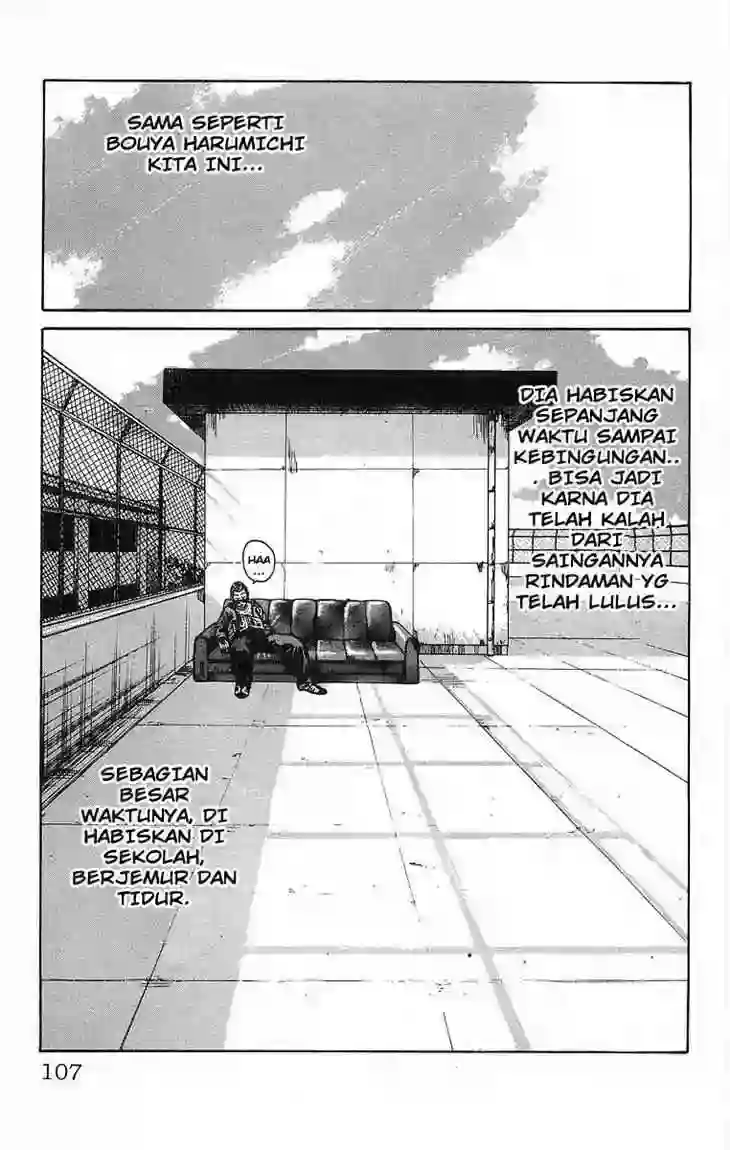 SAMA SEPERTI
BOUYA HARUMICHI
KITA INI...
DIA HABISKAN
SEPANJANG
WAKTU SAMPAI
KEBINGUNGAN..
. BISA JADI
KARNA DIA
TELAH KALAH
DARI
SAINGANNYA
RINDAMAN YG
TELAH LULUS...
HAA
...
SEBAGIAN
BESAR
WAKTUNYA, DI
HABISKAN DI
SEKOLAH,
BERJEMUR DAN
TIDUR.
107